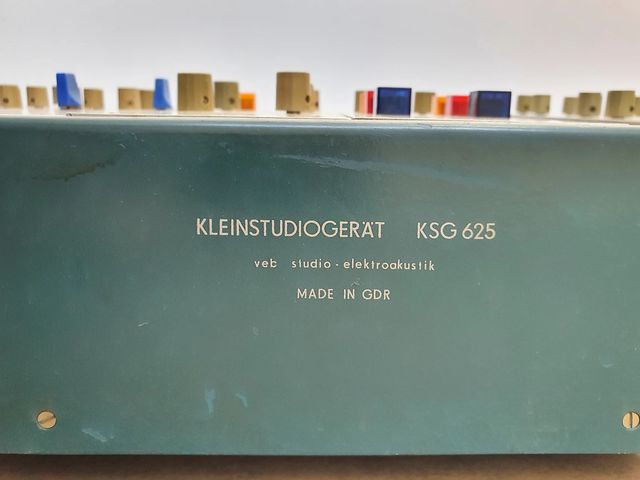 KLEINSTUDIOGERÄT KSG 625
veb studio - elektroakustik
MADE IN GDR